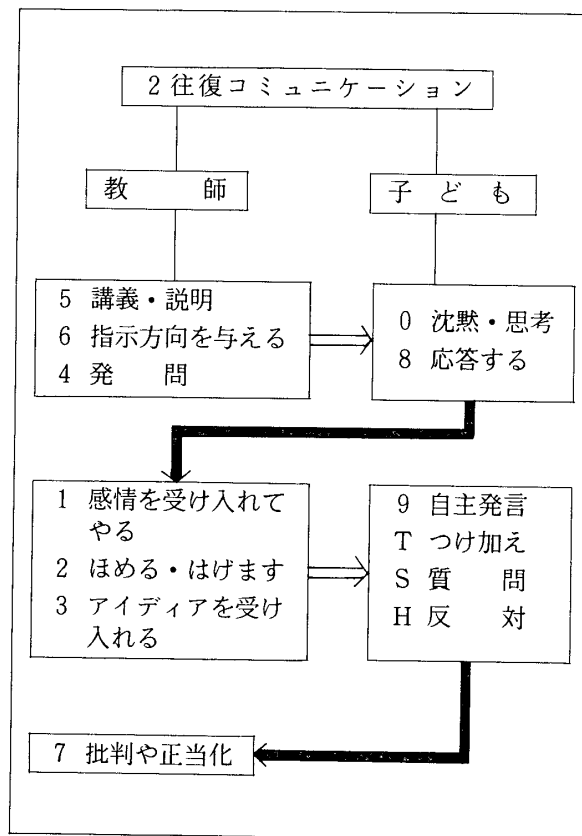 2往復コミュニケーション
教師
子ども
5 講義・説明
6 指示方向を与える
4 発問
0 沈黙・思考
8 応答する
1 感情を受け入れて
やる
2 ほめる・はげます
3 アイディアを受け
入れる
9 自主発言
T つけ加え
S 質問
H 反対
7 批判や正当化